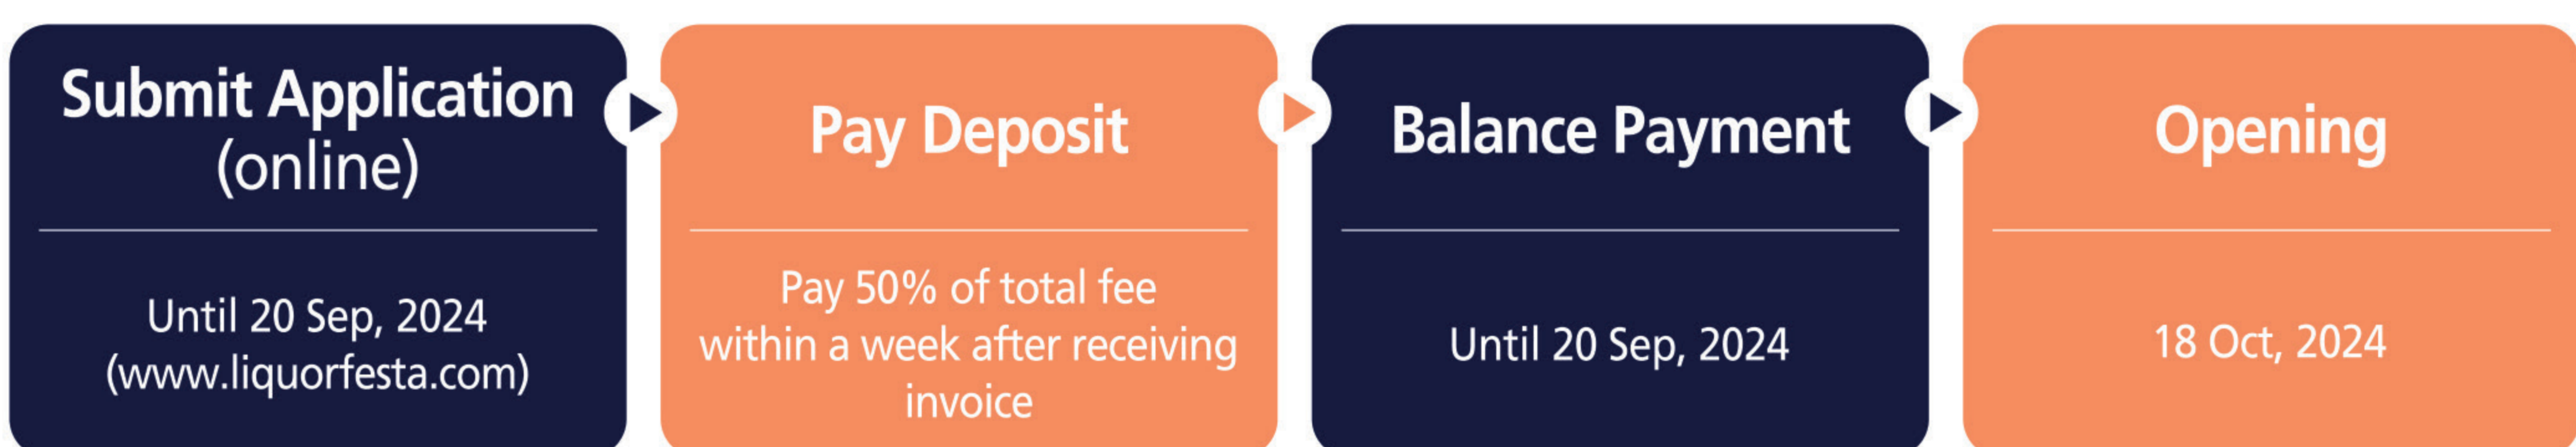 Submit Application
(online)
Until 20 Sep, 2024
(www.liquorfesta.com)
Pay Deposit
Pay 50% of total fee
within a week after receiving
invoice
Balance Payment
Until 20 Sep, 2024
Opening
18 Oct, 2024